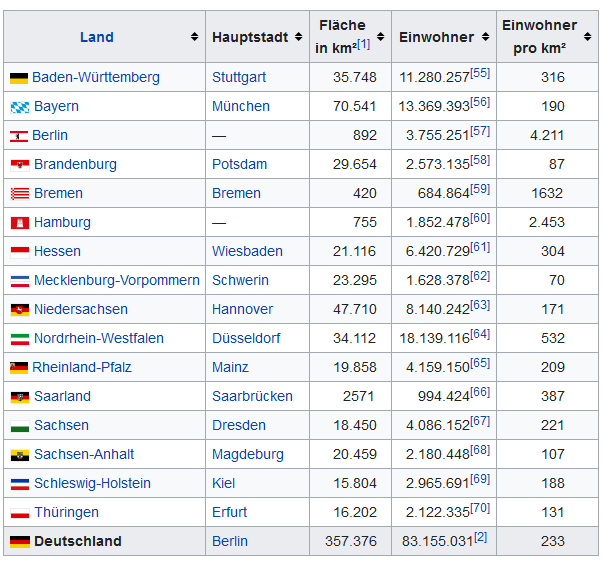 Land Hauptstadt Fläche in km²[1] Einwohner Einwohner pro km²
Baden-Württemberg Stuttgart 35.748 11.280.257[55] 316
Bayern München 70.541 13.369.393[56] 190
Berlin — 892 3.755.251[57] 4.211
Brandenburg Potsdam 29.654 2.573.135[58] 87
Bremen Bremen 420 684.864[59] 1632
Hamburg — 755 1.852.478[60] 2.453
Hessen Wiesbaden 21.116 6.420.729[61] 304
Mecklenburg-Vorpommern Schwerin 23.295 1.628.378[62] 70
Niedersachsen Hannover 47.710 8.140.242[63] 171
Nordrhein-Westfalen Düsseldorf 34.112 18.139.116[64] 532
Rheinland-Pfalz Mainz 19.858 4.159.150[65] 209
Saarland Saarbrücken 2571 994.424[66] 387
Sachsen Dresden 18.450 4.086.152[67] 221
Sachsen-Anhalt Magdeburg 20.459 2.180.448[68] 107
Schleswig-Holstein Kiel 15.804 2.965.691[69] 188
Thüringen Erfurt 16.202 2.122.335[70] 131
Deutschland Berlin 357.376 83.155.031[2] 233